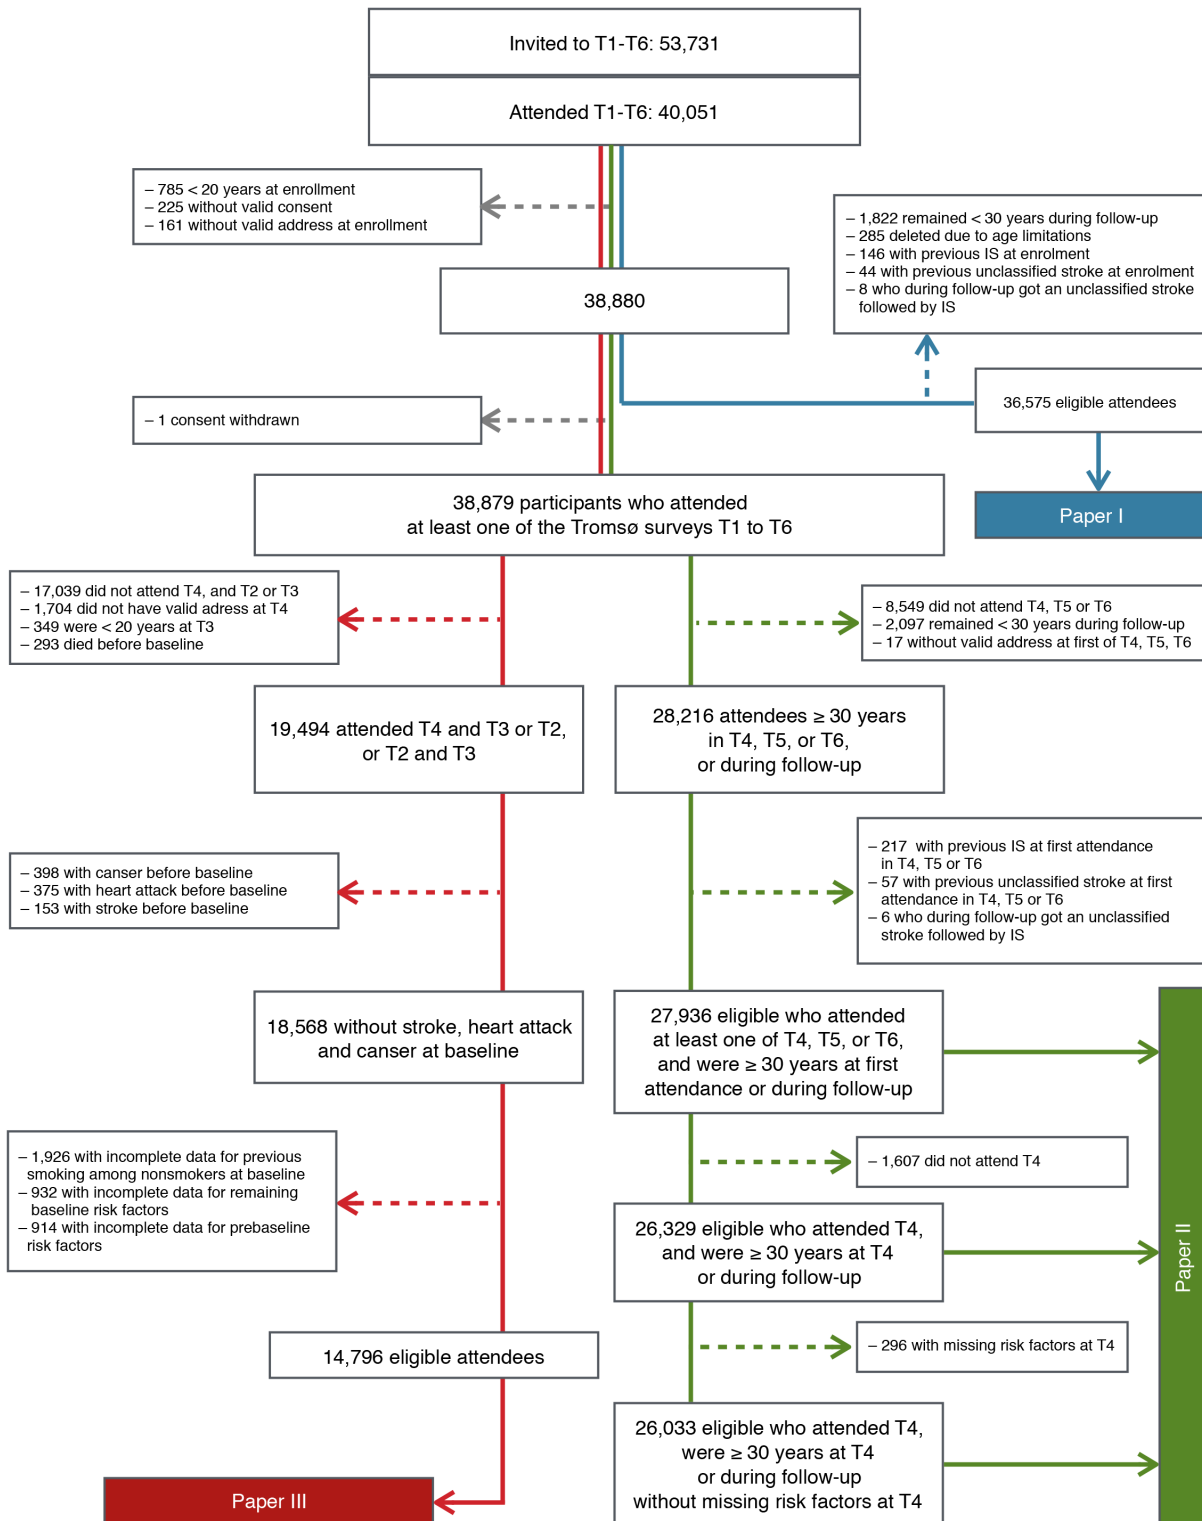 Invited to T1-T6: 53,731
Attended T1-T6: 40,051
– 785 < 20 years at enrollment
– 225 without valid consent
– 161 without valid address at enrollment
– 1,822 remained < 30 years during follow-up
– 285 deleted due to age limitations
– 146 with previous IS at enrolment
– 44 with previous unclassified stroke at enrolment
– 8 who during follow-up got an unclassified stroke
followed by IS
38,880
36,575 eligible attendees
– 1 consent withdrawn
Paper I
38,879 participants who attended
at least one of the Tromsø surveys T1 to T6
– 17,039 did not attend T4, and T2 or T3
– 1,704 did not have valid adress at T4
– 349 were < 20 years at T3
– 293 died before baseline
– 8,549 did not attend T4, T5 or T6
– 2,097 remained < 30 years during follow-up
– 17 without valid address at first of T4, T5, T6
19,494 attended T4 and T3 or T2,
or T2 and T3
28,216 attendees ≥ 30 years
in T4, T5, or T6,
or during follow-up
– 398 with canser before baseline
– 375 with heart attack before baseline
– 153 with stroke before baseline
– 217 with previous IS at first attendance
in T4, T5 or T6
– 57 with previous unclassified stroke at first
attendance in T4, T5 or T6
– 6 who during follow-up got an unclassified
stroke followed by IS
18,568 without stroke, heart attack
and canser at baseline
27,936 eligible who attended
at least one of T4, T5, or T6,
and were ≥ 30 years at first
attendance or during follow-up
– 1,926 with incomplete data for previous
smoking among nonsmokers at baseline
– 932 with incomplete data for remaining
baseline risk factors
– 914 with incomplete data for prebaseline
risk factors
– 1,607 did not attend T4
26,329 eligible who attended T4,
and were ≥ 30 years at T4
or during follow-up
Paper II
14,796 eligible attendees
– 296 with missing risk factors at T4
26,033 eligible who attended T4,
were ≥ 30 years at T4
or during follow-up
without missing risk factors at T4
Paper III